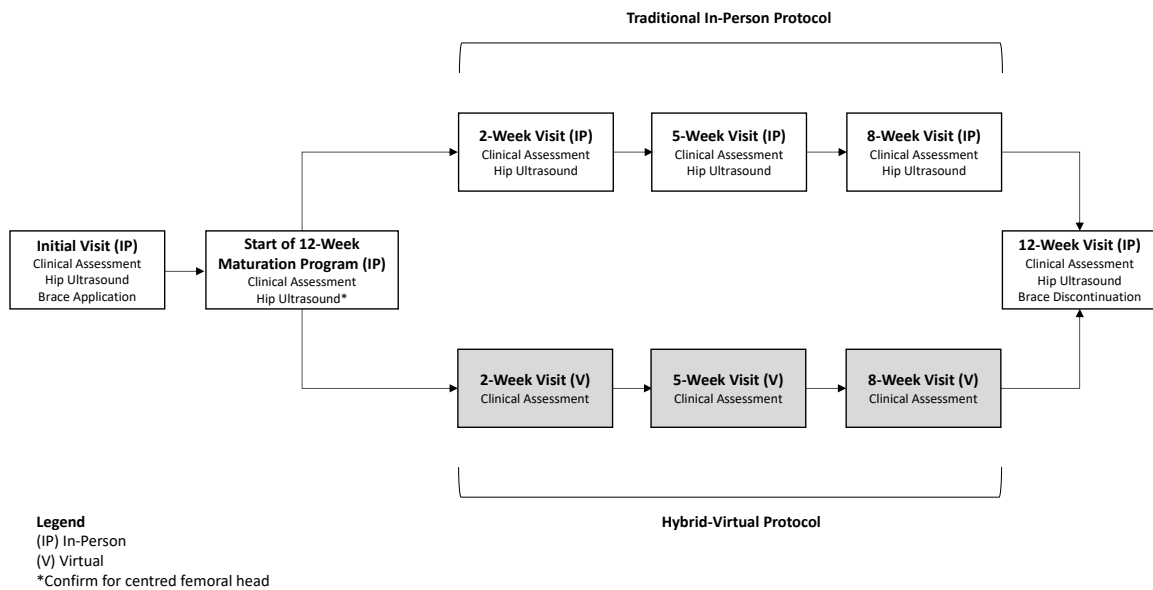 Traditional In-Person Protocol
2-Week Visit (IP)
Clinical Assessment
Hip Ultrasound
5-Week Visit (IP)
Clinical Assessment
Hip Ultrasound
8-Week Visit (IP)
Clinical Assessment
Hip Ultrasound
Initial Visit (IP)
Clinical Assessment
Hip Ultrasound
Brace Application
Start of 12-Week
Maturation Program (IP)
Clinical Assessment
Hip Ultrasound*
12-Week Visit (IP)
Clinical Assessment
Hip Ultrasound
Brace Discontinuation
2-Week Visit (V)
Clinical Assessment
5-Week Visit (V)
Clinical Assessment
8-Week Visit (V)
Clinical Assessment
Hybrid-Virtual Protocol
Legend
(IP) In-Person
(V) Virtual
*Confirm for centred femoral head